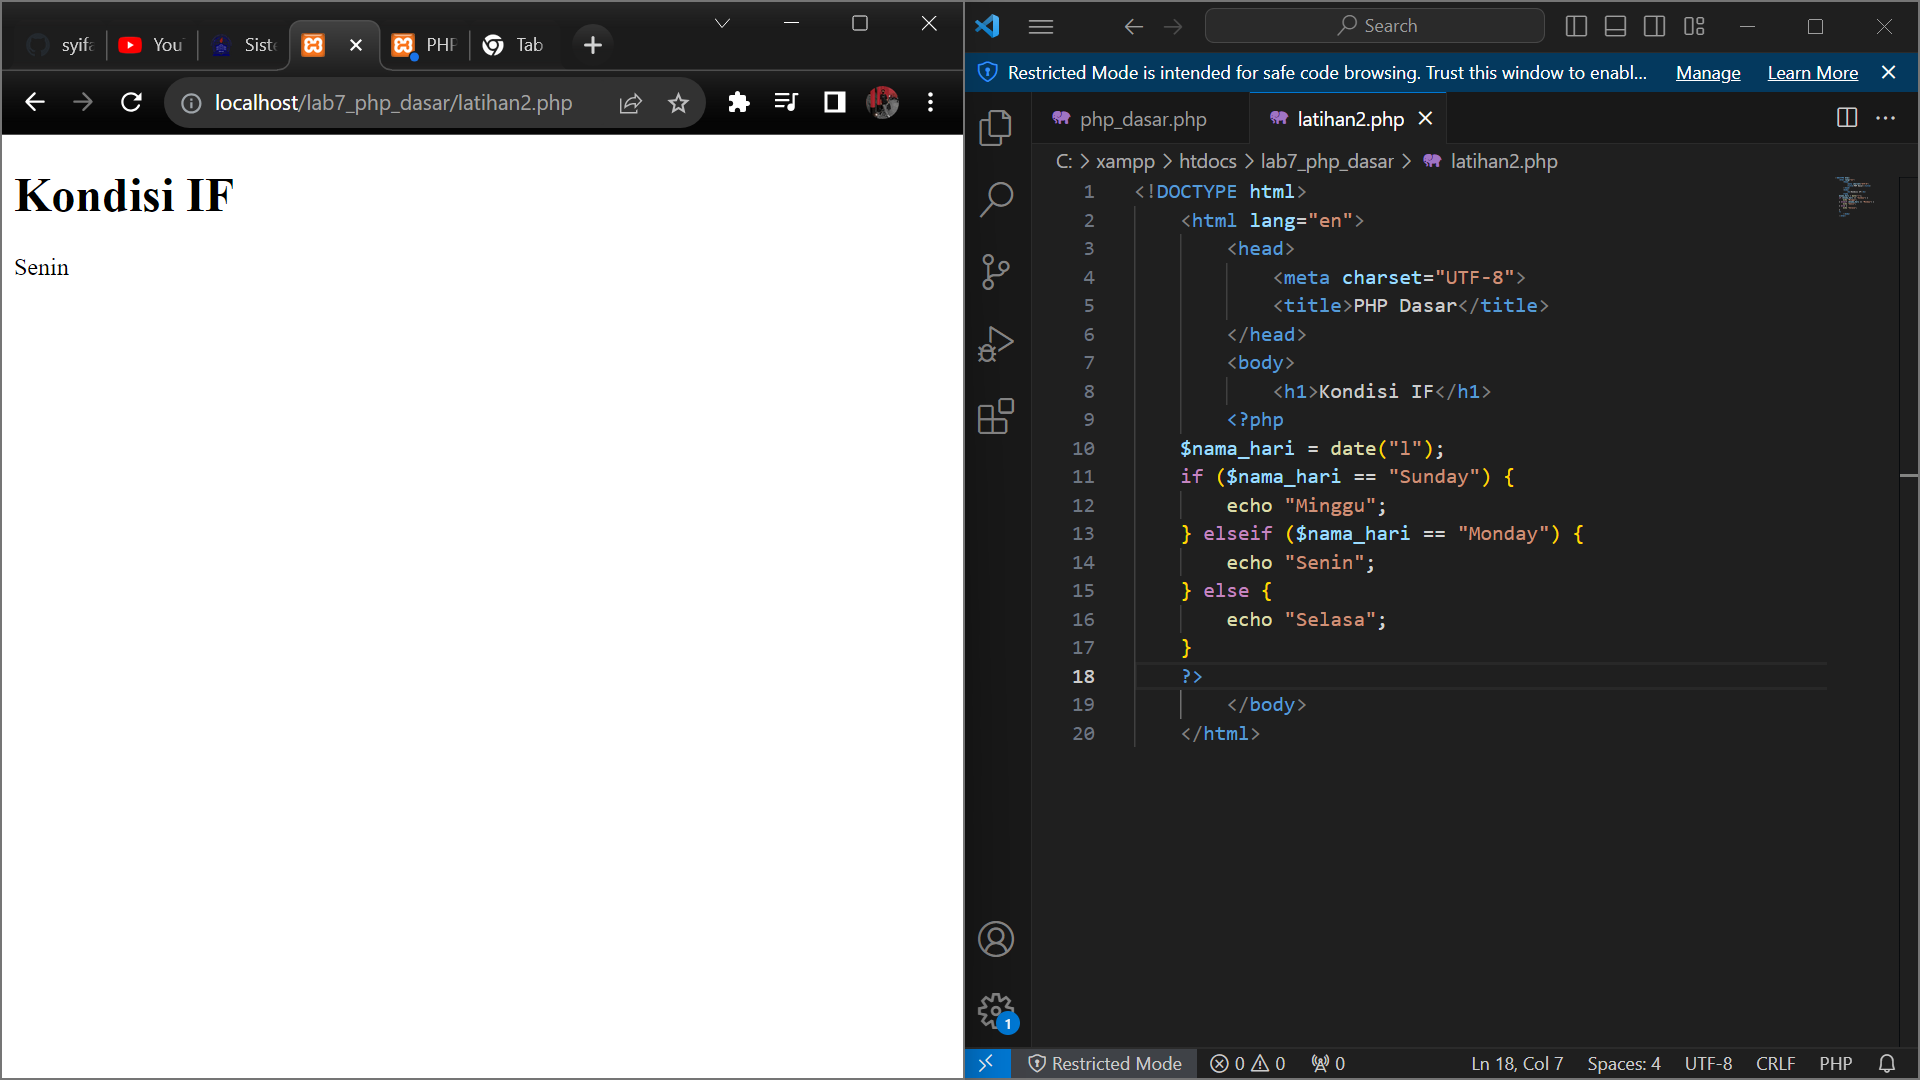 syifa
You
Siste
PHP
Tab
localhost/lab7_php_dasar/latihan2.php
Kondisi IF
Senin
Search
Restricted Mode is intended for safe code browsing. Trust this window to enabl... Manage Learn More
php_dasar.php
latihan2.php
C: > xampp > htdocs > lab7_php_dasar > latihan2.php
1 <!DOCTYPE html>
2 <html lang="en">
3 <head>
4 <meta charset="UTF-8">
5 <title>PHP Dasar</title>
6 </head>
7 <body>
8 <h1>Kondisi IF</h1>
9 <?php
10 $nama_hari = date("l");
11 if ($nama_hari == "Sunday") {
12 echo "Minggu";
13 } elseif ($nama_hari == "Monday") {
14 echo "Senin";
15 } else {
16 echo "Selasa";
17 }
18 ?>
19 </body>
20 </html>
1
Restricted Mode 0 0 0 Ln 18, Col 7 Spaces: 4 UTF-8 CRLF PHP